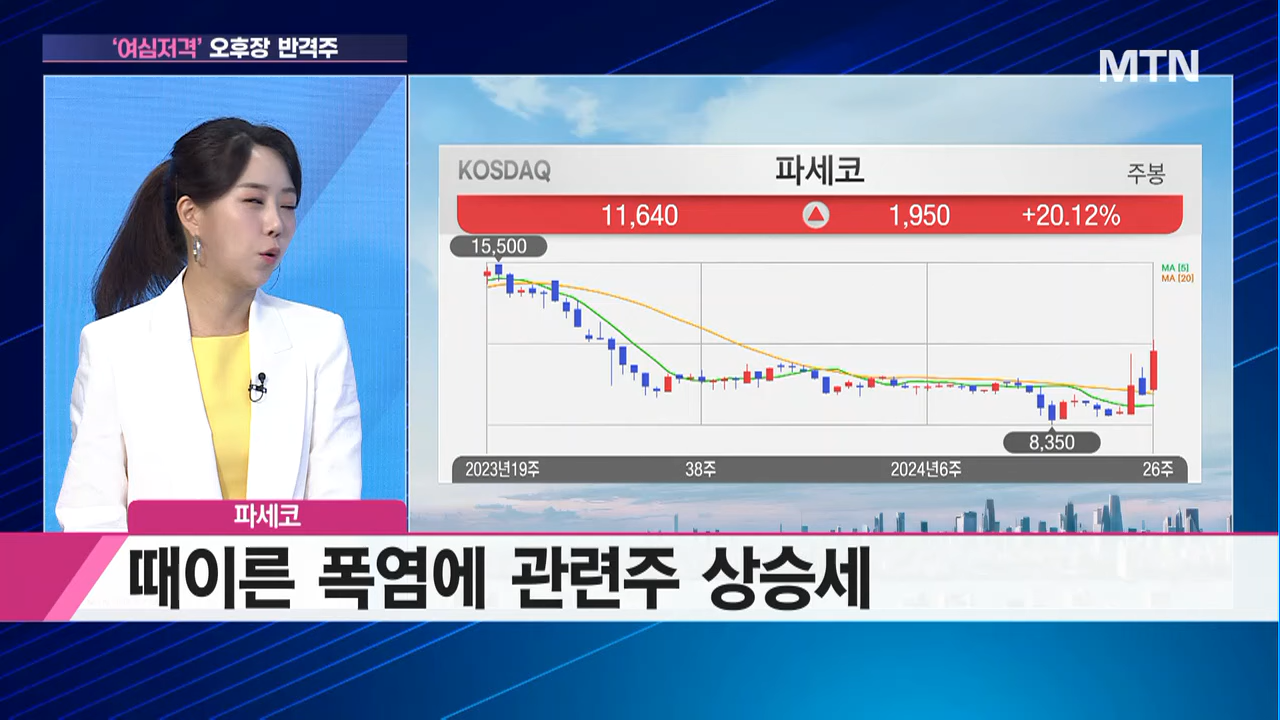 '여심저격' 오후장 반격주
MTN
KOSDAQ 파세코 주봉
11,640 1,950 +20.12%
15,500
MA [5]
MA [20]
8,350
2023년19주 38주 2024년6주 26주
파세코
때이른 폭염에 관련주 상승세